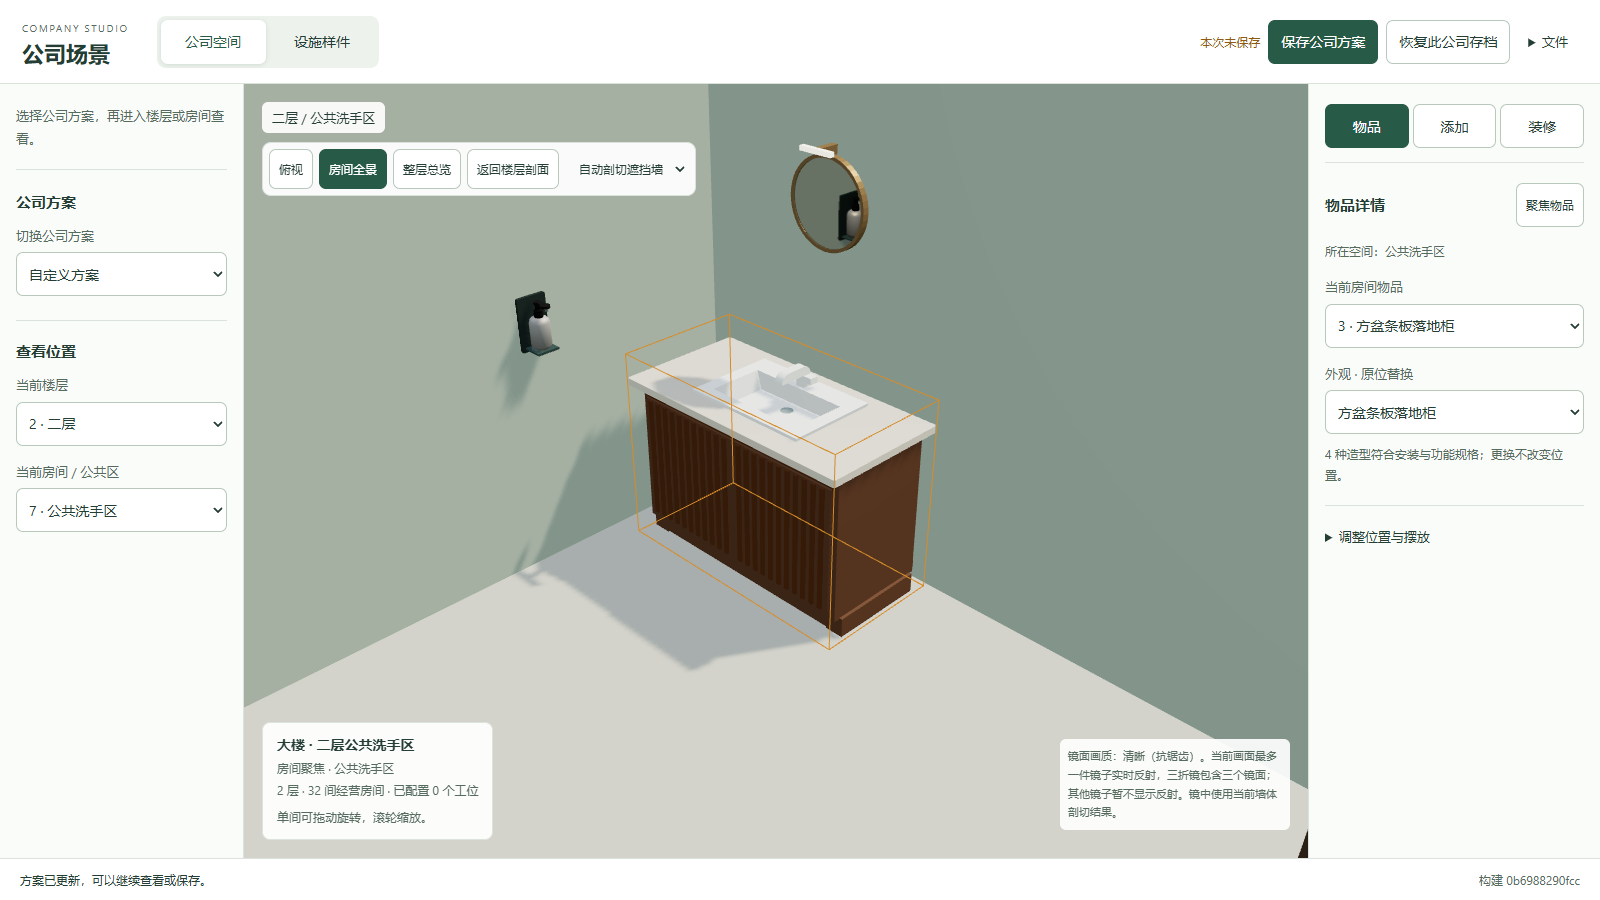 COMPANY STUDIO
公司场景
公司空间
设施样件
本次未保存
保存公司方案
恢复此公司存档
▶ 文件
选择公司方案，再进入楼层或房间查
看。
公司方案
切换公司方案
自定义方案
查看位置
当前楼层
2 · 二层
当前房间 / 公共区
7 · 公共洗手区
二层 / 公共洗手区
俯视
房间全景
整层总览
返回楼层剖面
自动剖切遮挡墙
大楼 · 二层公共洗手区
房间聚焦 · 公共洗手区
2 层 · 32 间经营房间 · 已配置 0 个工位
单间可拖动旋转，滚轮缩放。
镜面画质：清晰（抗锯齿）。当前画面最多
一件镜子实时反射，三折镜包含三个镜面；
其他镜子暂不显示反射。镜中使用当前墙体
剖切结果。
物品
添加
装修
物品详情
聚焦物品
所在空间：公共洗手区
当前房间物品
3 · 方盆条板落地柜
外观 · 原位替换
方盆条板落地柜
4 种造型符合安装与功能规格；更换不改变位
置。
▶ 调整位置与摆放
方案已更新，可以继续查看或保存。
构建 0b6988290fcc